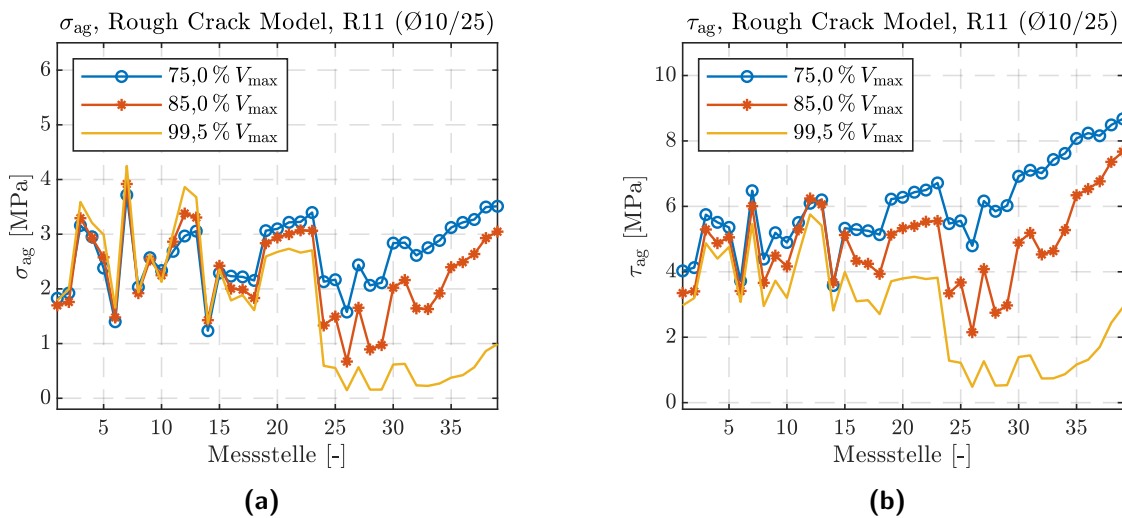 σag, Rough Crack Model, R11 (Ø10/25)
75,0 % Vmax
85,0 % Vmax
99,5 % Vmax
σag [MPa]
6
5
4
3
2
1
0
5 10 15 20 25 30 35
Messstelle [-]
(a)
τag, Rough Crack Model, R11 (Ø10/25)
75,0 % Vmax
85,0 % Vmax
99,5 % Vmax
τag [MPa]
10
8
6
4
2
0
5 10 15 20 25 30 35
Messstelle [-]
(b)